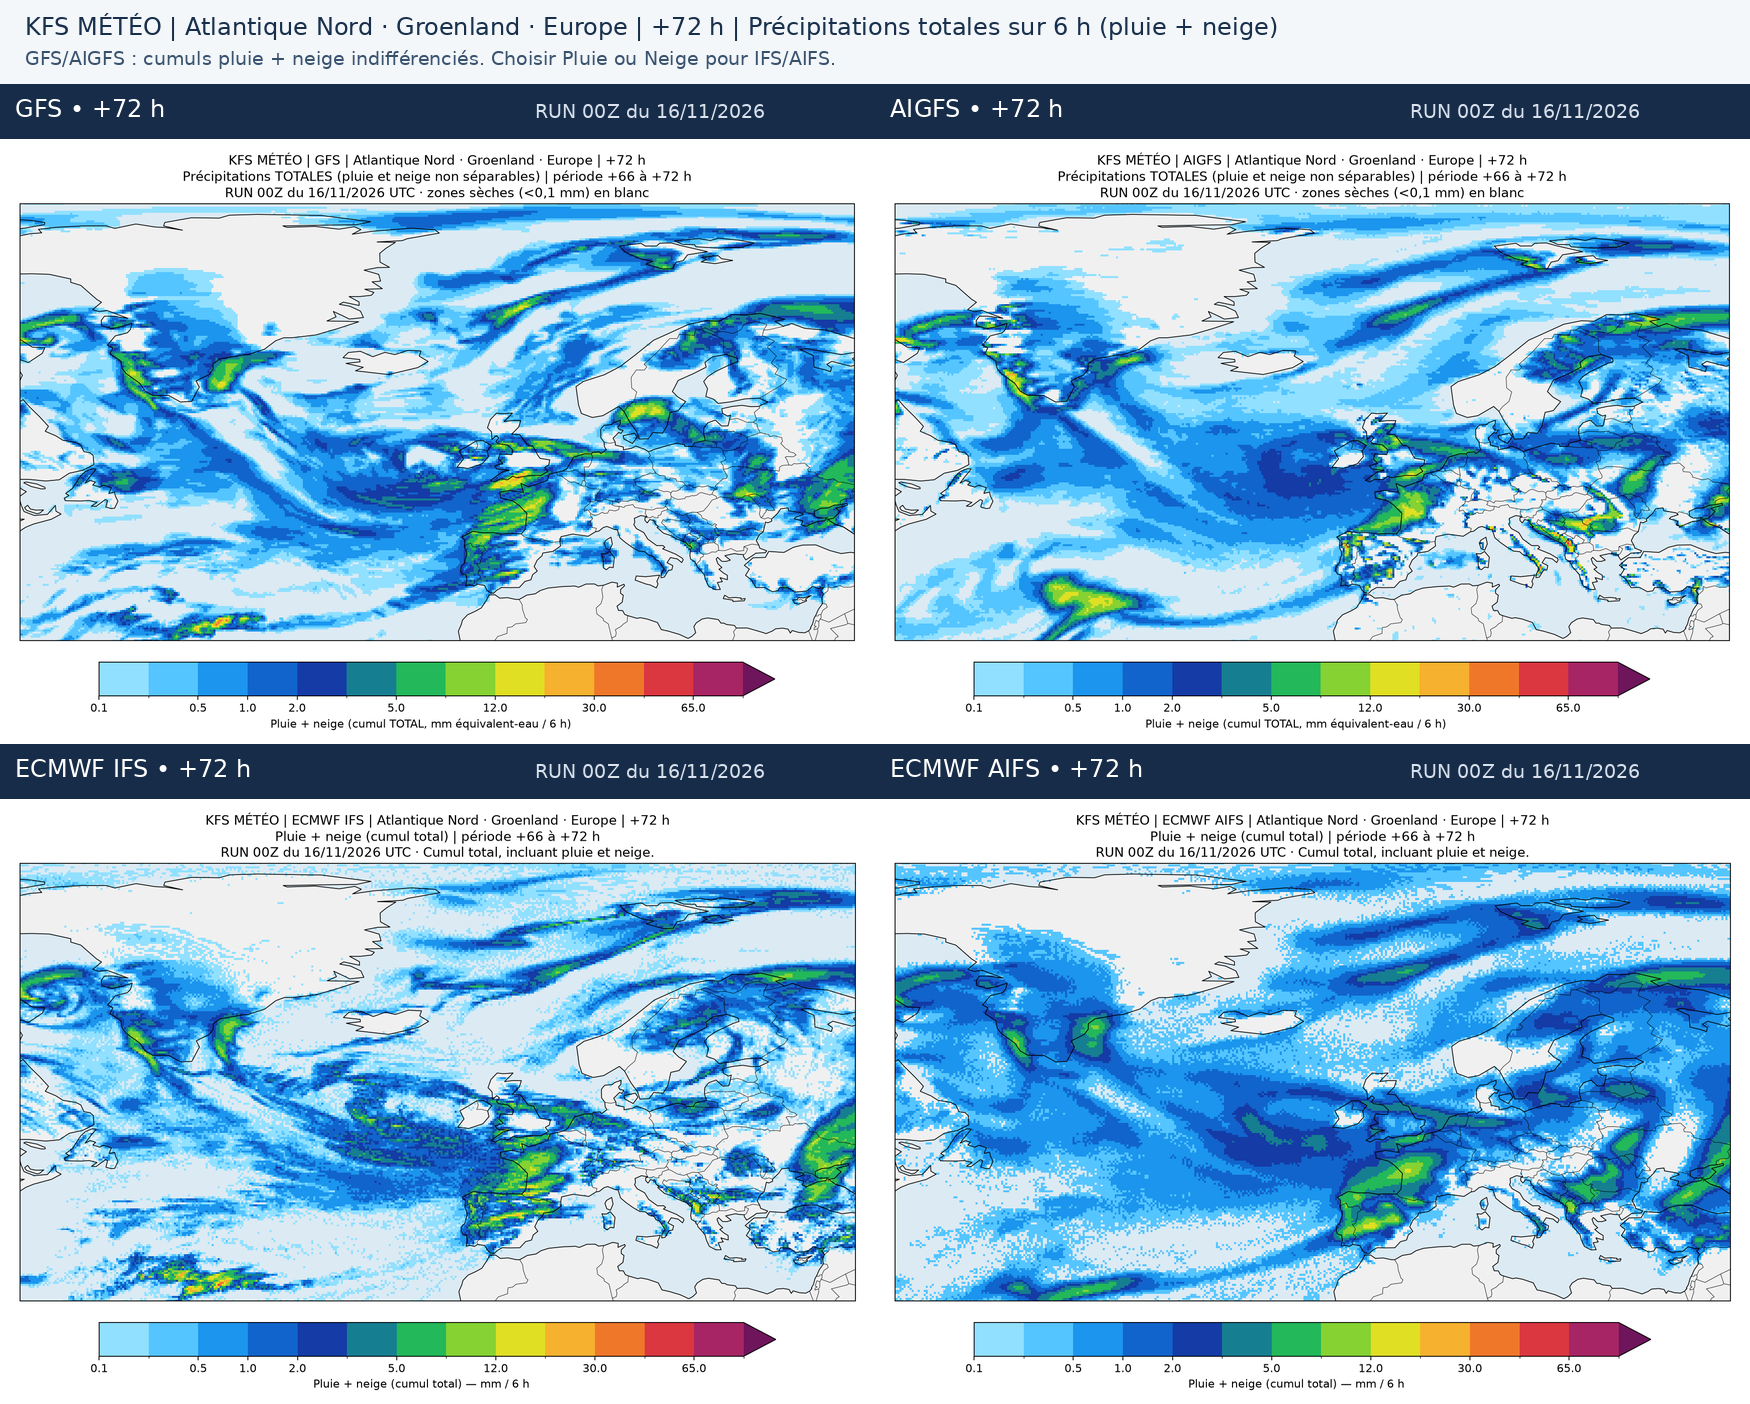 KFS MÉTÉO | Atlantique Nord · Groenland · Europe | +72 h | Précipitations totales sur 6 h (pluie + neige)
GFS/AIGFS : cumuls pluie + neige indifférenciés. Choisir Pluie ou Neige pour IFS/AIFS.
GFS • +72 h
RUN 00Z du 16/11/2026
AIGFS • +72 h
RUN 00Z du 16/11/2026
KFS MÉTÉO | GFS | Atlantique Nord · Groenland · Europe | +72 h
Précipitations TOTALES (pluie et neige non séparables) | période +66 à +72 h
RUN 00Z du 16/11/2026 UTC · zones sèches (<0,1 mm) en blanc
KFS MÉTÉO | AIGFS | Atlantique Nord · Groenland · Europe | +72 h
Précipitations TOTALES (pluie et neige non séparables) | période +66 à +72 h
RUN 00Z du 16/11/2026 UTC · zones sèches (<0,1 mm) en blanc
0.1 0.5 1.0 2.0 5.0 12.0 30.0 65.0
Pluie + neige (cumul TOTAL, mm équivalent-eau / 6 h)
0.1 0.5 1.0 2.0 5.0 12.0 30.0 65.0
Pluie + neige (cumul TOTAL, mm équivalent-eau / 6 h)
ECMWF IFS • +72 h
RUN 00Z du 16/11/2026
ECMWF AIFS • +72 h
RUN 00Z du 16/11/2026
KFS MÉTÉO | ECMWF IFS | Atlantique Nord · Groenland · Europe | +72 h
Pluie + neige (cumul total) | période +66 à +72 h
RUN 00Z du 16/11/2026 UTC · Cumul total, incluant pluie et neige.
KFS MÉTÉO | ECMWF AIFS | Atlantique Nord · Groenland · Europe | +72 h
Pluie + neige (cumul total) | période +66 à +72 h
RUN 00Z du 16/11/2026 UTC · Cumul total, incluant pluie et neige.
0.1 0.5 1.0 2.0 5.0 12.0 30.0 65.0
Pluie + neige (cumul total) — mm / 6 h
0.1 0.5 1.0 2.0 5.0 12.0 30.0 65.0
Pluie + neige (cumul total) — mm / 6 h